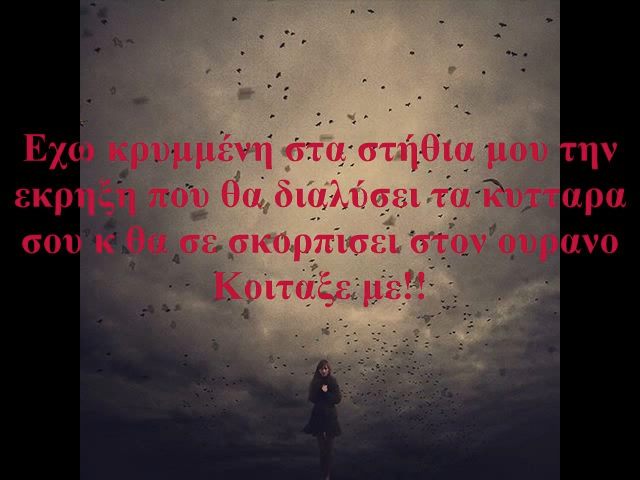 Εχω κρυμμένη στα στήθια μου την
εκρηξη που θα διαλύσει τα κυτταρα
σου κ θα σε σκορπισει στον ουρανο
Κοιταξε με!!